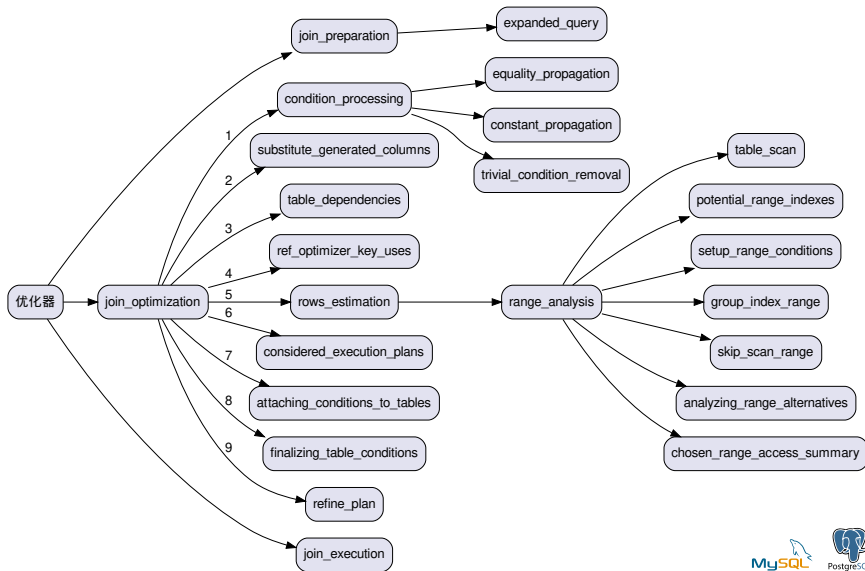 优化器
join_preparation
expanded_query
join_optimization
1
condition_processing
equality_propagation
constant_propagation
trivial_condition_removal
2
substitute_generated_columns
3
table_dependencies
4
ref_optimizer_key_uses
5
rows_estimation
range_analysis
table_scan
potential_range_indexes
setup_range_conditions
group_index_range
skip_scan_range
analyzing_range_alternatives
chosen_range_access_summary
6
considered_execution_plans
7
attaching_conditions_to_tables
8
finalizing_table_conditions
9
refine_plan
join_execution
MySQL
PostgreSQ